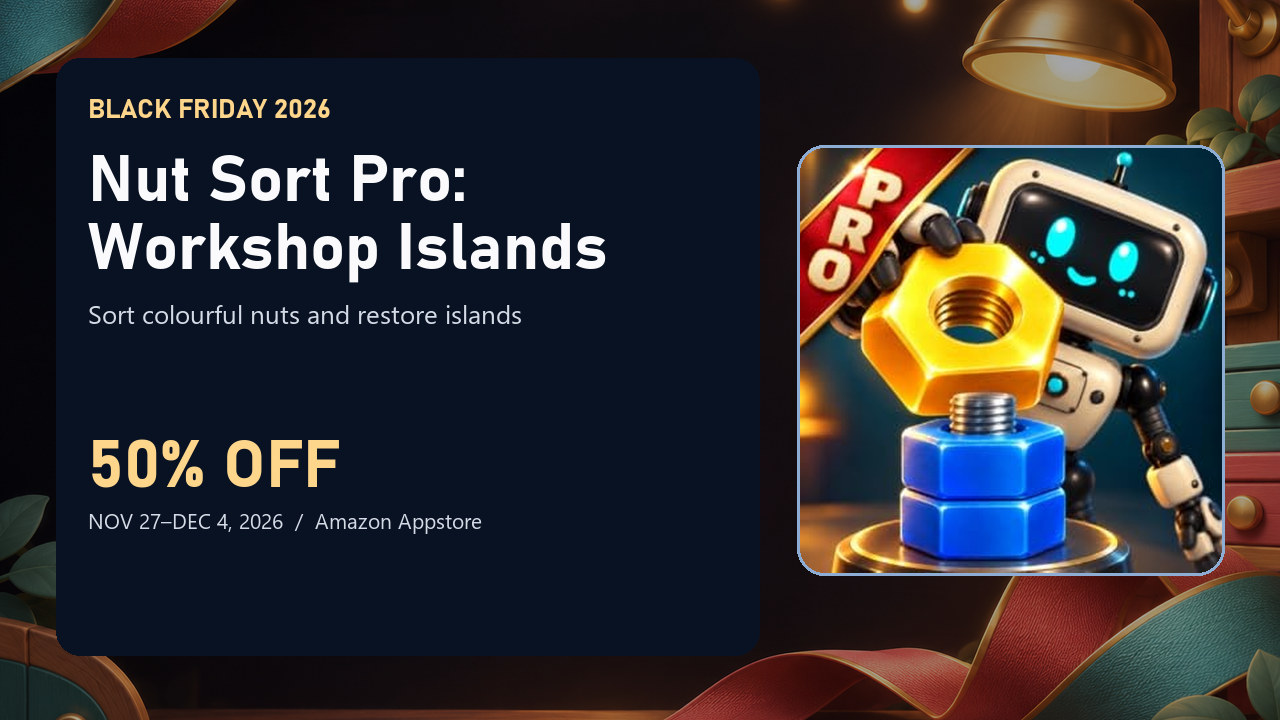 BLACK FRIDAY 2026
Nut Sort Pro:
Workshop Islands
Sort colourful nuts and restore islands
50% OFF
NOV 27–DEC 4, 2026 / Amazon Appstore
PRO